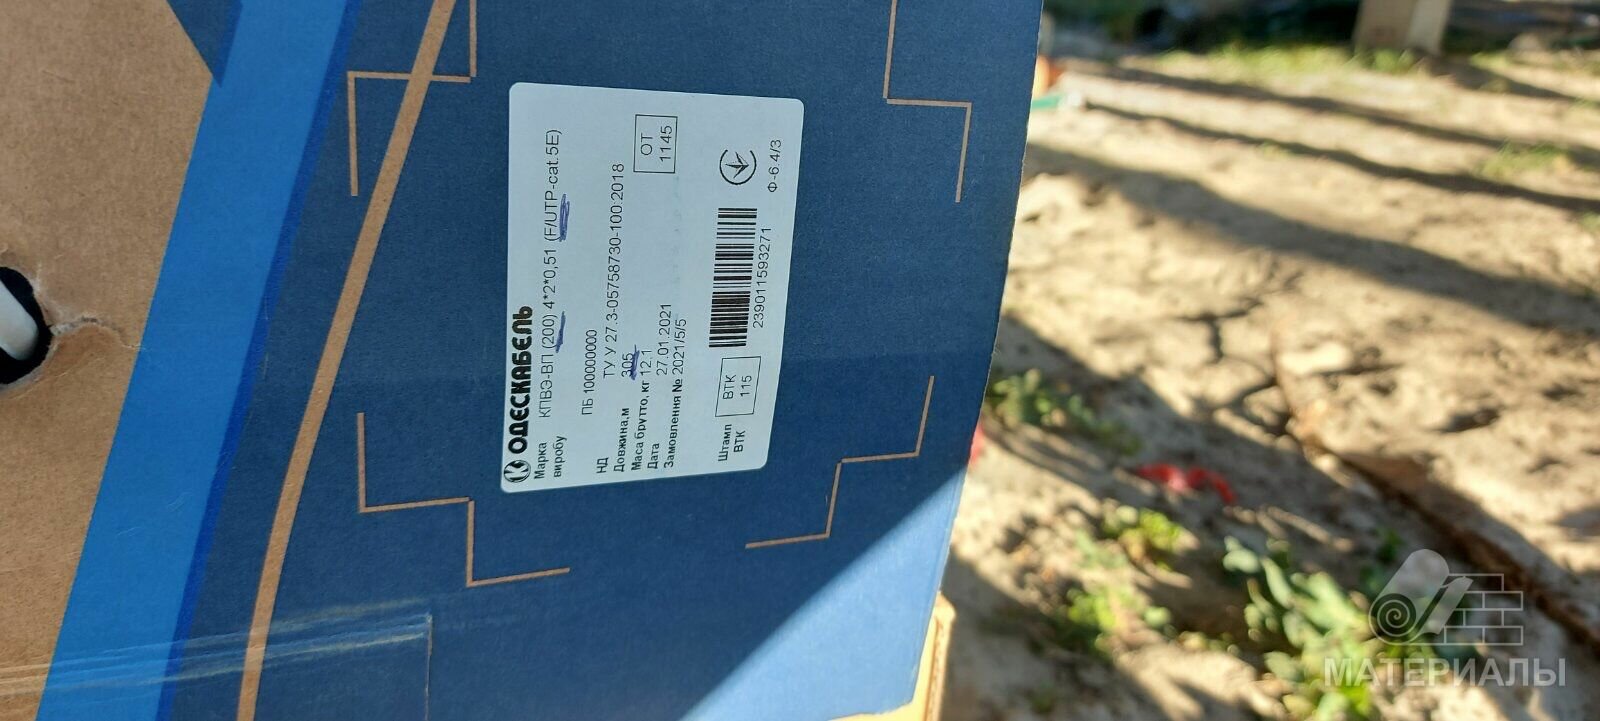 ОДЕСКАБЕЛЬ
Марка КПВЭ-ВП (200) 4*2*0,51 (F/UTP-cat.5E)
виробу
ПБ 100000000
НД ТУ У 27.3-05758730-100:2018
Довжина,м 305
Маса брутто, кг 12.1
Дата 27.01.2021
Замовлення № 2021/5/5
ОТ
1145
Штамп
ВТК
ВТК
115
239011593271
Ф-6.4/3
МАТЕРИАЛЫ